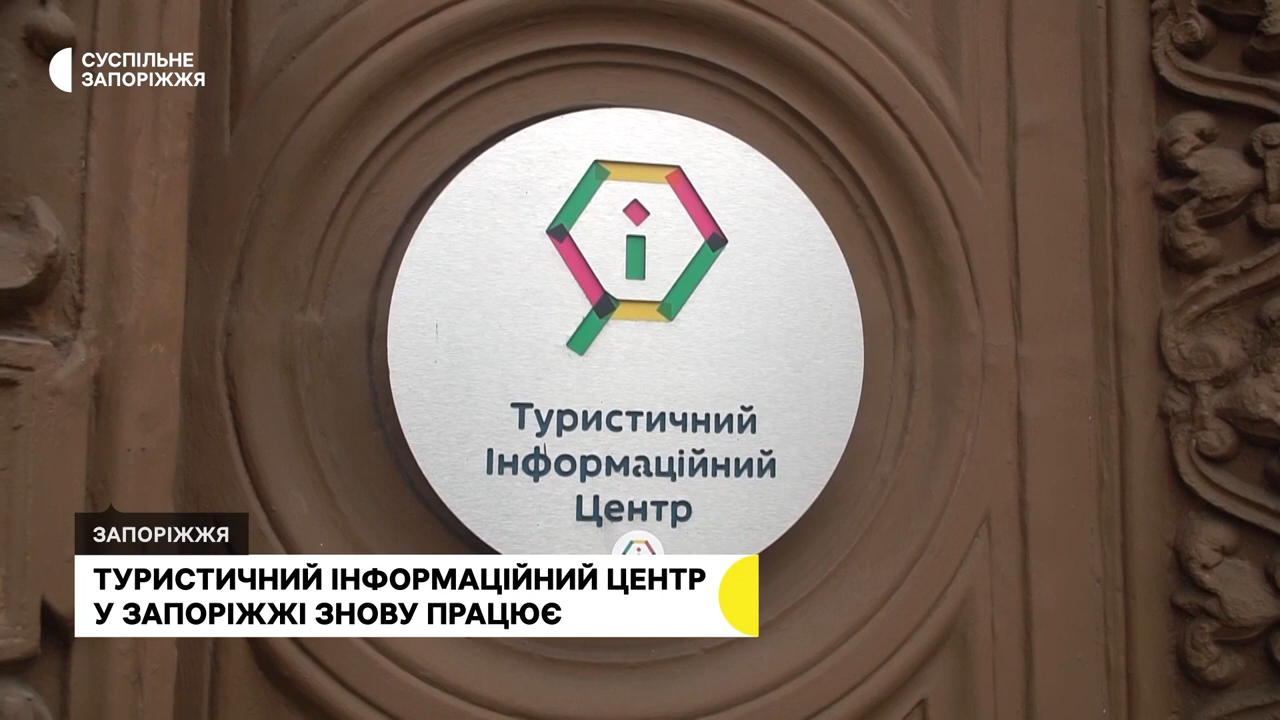 СУСПІЛЬНЕ
ЗАПОРІЖЖЯ
і
Туристичний
Інформаційний
Центр
ЗАПОРІЖЖЯ
ТУРИСТИЧНИЙ ІНФОРМАЦІЙНИЙ ЦЕНТР
У ЗАПОРІЖЖІ ЗНОВУ ПРАЦЮЄ